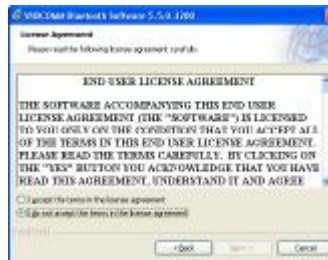 WIDCOMM Bluetooth Software 5.5.0.3200
License Agreement
Please read the following license agreement carefully.
END USER LICENSE AGREEMENT
THE SOFTWARE ACCOMPANYING THIS END USER
LICENSE AGREEMENT (THE "SOFTWARE") IS LICENSED
TO YOU ONLY ON THE CONDITION THAT YOU ACCEPT ALL
OF THE TERMS IN THIS END USER LICENSE AGREEMENT.
PLEASE READ THE TERMS CAREFULLY. BY CLICKING ON
THE "YES" BUTTON YOU ACKNOWLEDGE THAT YOU HAVE
READ THIS AGREEMENT, UNDERSTAND IT AND AGREE
I accept the terms in the license agreement
I do not accept the terms in the license agreement
< Back
Next >
Cancel